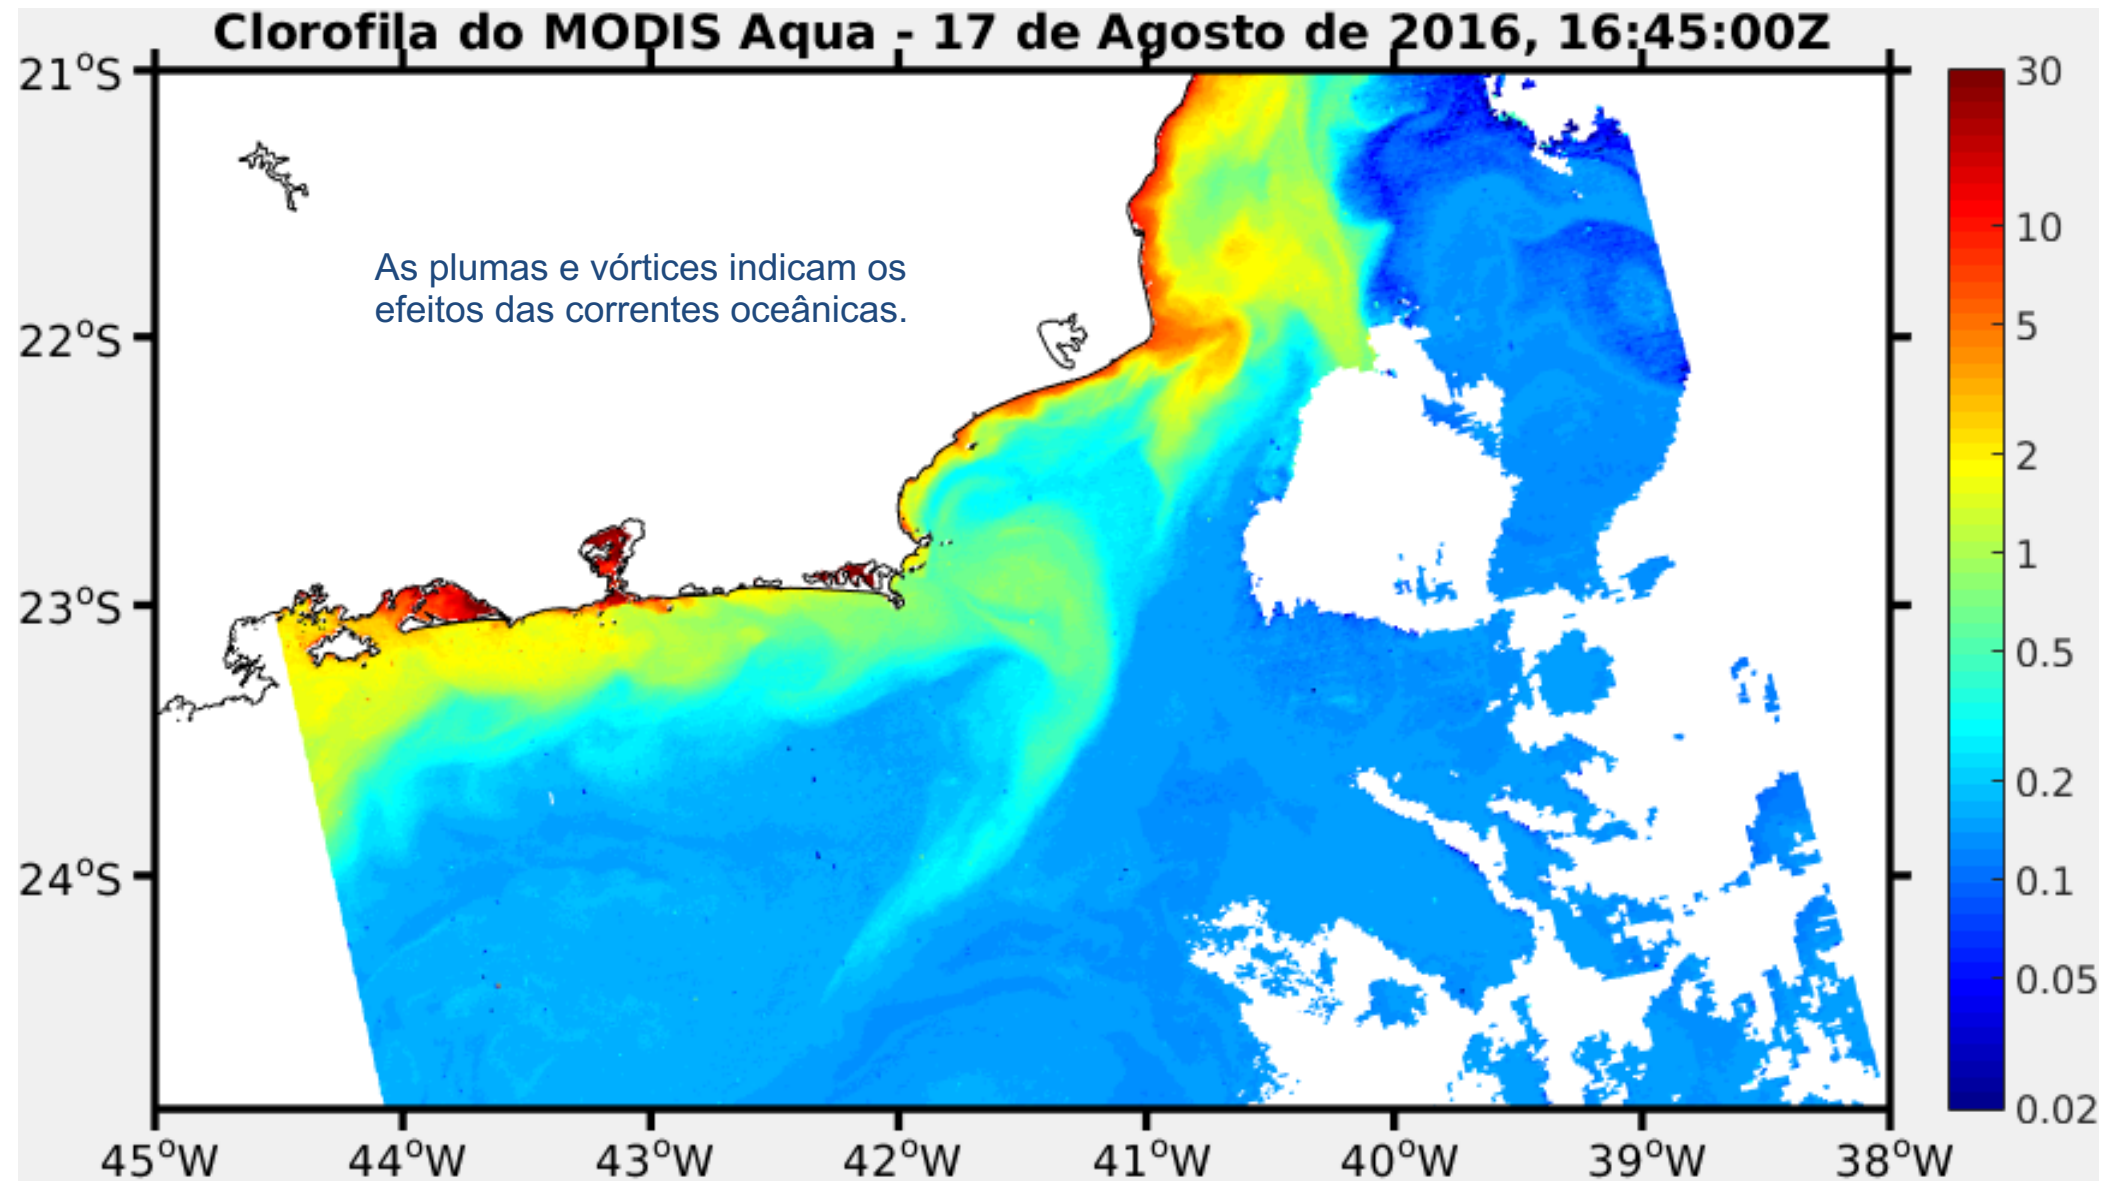 Clorofila do MODIS Aqua - 17 de Agosto de 2016, 16:45:00Z
21°S
22°S
23°S
24°S
As plumas e vórtices indicam os
efeitos das correntes oceânicas.
45°W 44°W 43°W 42°W 41°W 40°W 39°W 38°W
30
10
5
2
1
0.5
0.2
0.1
0.05
0.02